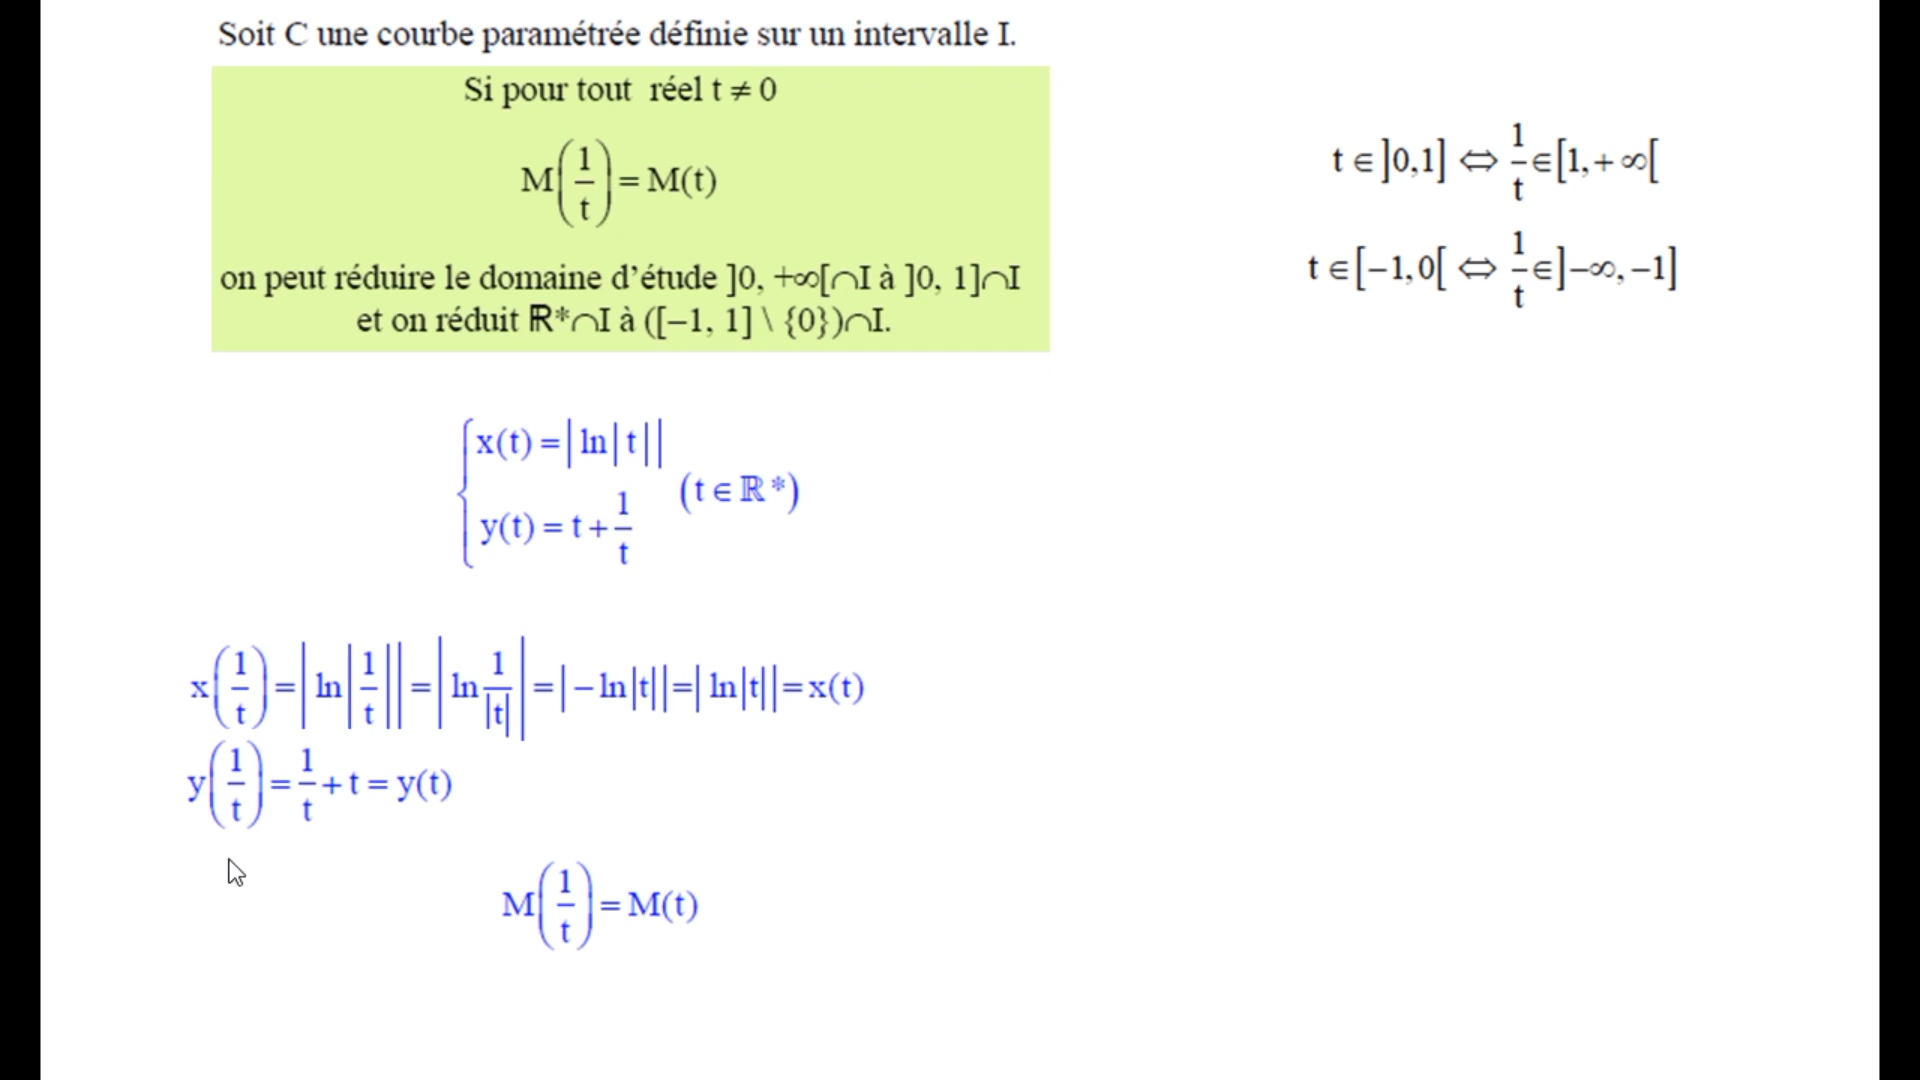 Soit C une courbe paramétrée définie sur un intervalle I.
Si pour tout réel t ≠ 0
M(1/t) = M(t)
on peut réduire le domaine d’étude ]0, +∞[∩I à ]0, 1]∩I
et on réduit ℝ*∩I à ([−1, 1] \ {0})∩I.
t ∈ ]0,1] ⇔ 1/t ∈ [1,+∞[
t ∈ [−1,0[ ⇔ 1/t ∈ ]−∞,−1]
{ x(t) = | ln | t ||
y(t) = t + 1/t (t ∈ ℝ*)
x(1/t) = | ln | 1/t || = | ln 1/|t| | = |− ln|t|| = | ln|t|| = x(t)
y(1/t) = 1/t + t = y(t)
M(1/t) = M(t)